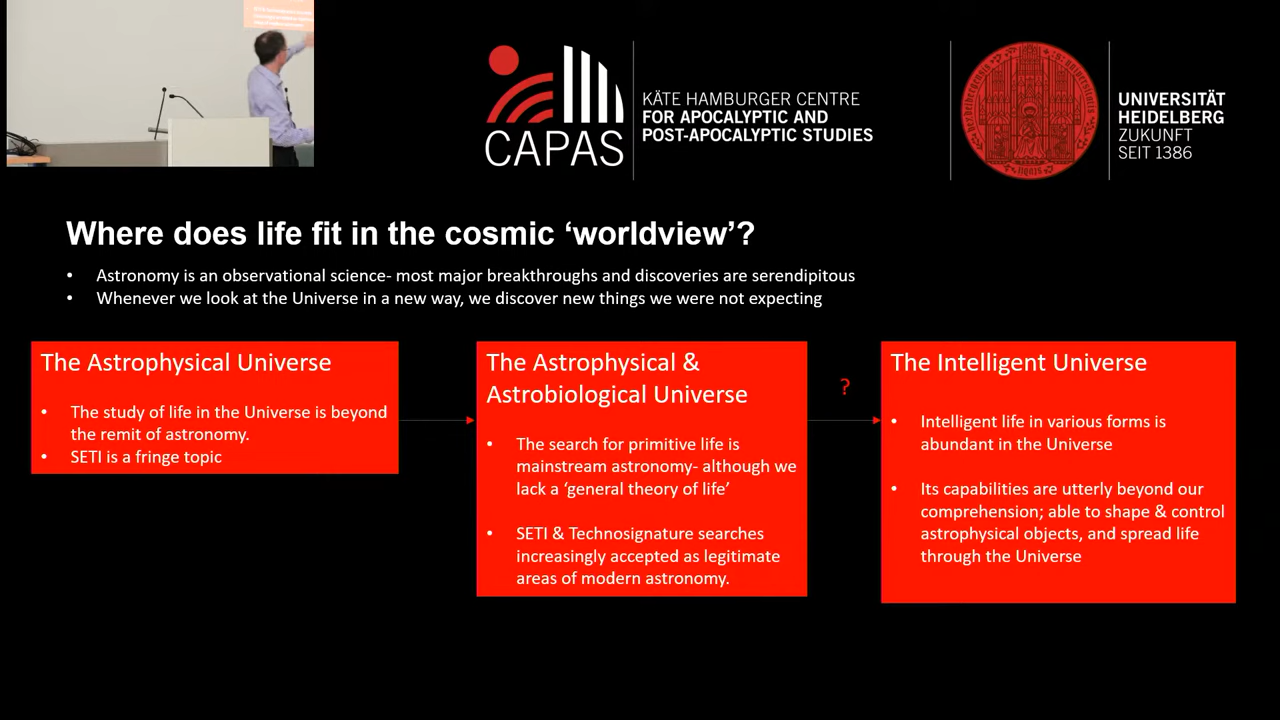 CAPAS
KÄTE HAMBURGER CENTRE
FOR APOCALYPTIC AND
POST-APOCALYPTIC STUDIES
UNIVERSITÄT
HEIDELBERG
ZUKUNFT
SEIT 1386
Where does life fit in the cosmic ‘worldview’?
• Astronomy is an observational science- most major breakthroughs and discoveries are serendipitous
• Whenever we look at the Universe in a new way, we discover new things we were not expecting
The Astrophysical Universe
• The study of life in the Universe is beyond
the remit of astronomy.
• SETI is a fringe topic
The Astrophysical &
Astrobiological Universe
• The search for primitive life is
mainstream astronomy- although we
lack a ‘general theory of life’
• SETI & Technosignature searches
increasingly accepted as legitimate
areas of modern astronomy.
?
The Intelligent Universe
• Intelligent life in various forms is
abundant in the Universe
• Its capabilities are utterly beyond our
comprehension; able to shape & control
astrophysical objects, and spread life
through the Universe